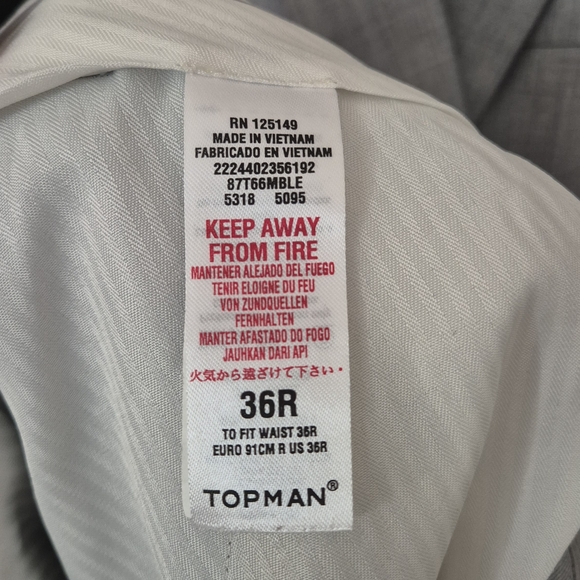 RN 125149
MADE IN VIETNAM
FABRICADO EN VIETNAM
2224402356192
87T66MBLE
5318 5095
KEEP AWAY
FROM FIRE
MANTENER ALEJADO DEL FUEGO
TENIR ELOIGNE DU FEU
VON ZUNDQUELLEN
FERNHALTEN
MANTER AFASTADO DO FOGO
JAUHKAN DARI API
火気から遠ざけて下さい・
36R
TO FIT WAIST 36R
EURO 91CM R US 36R
TOPMAN®